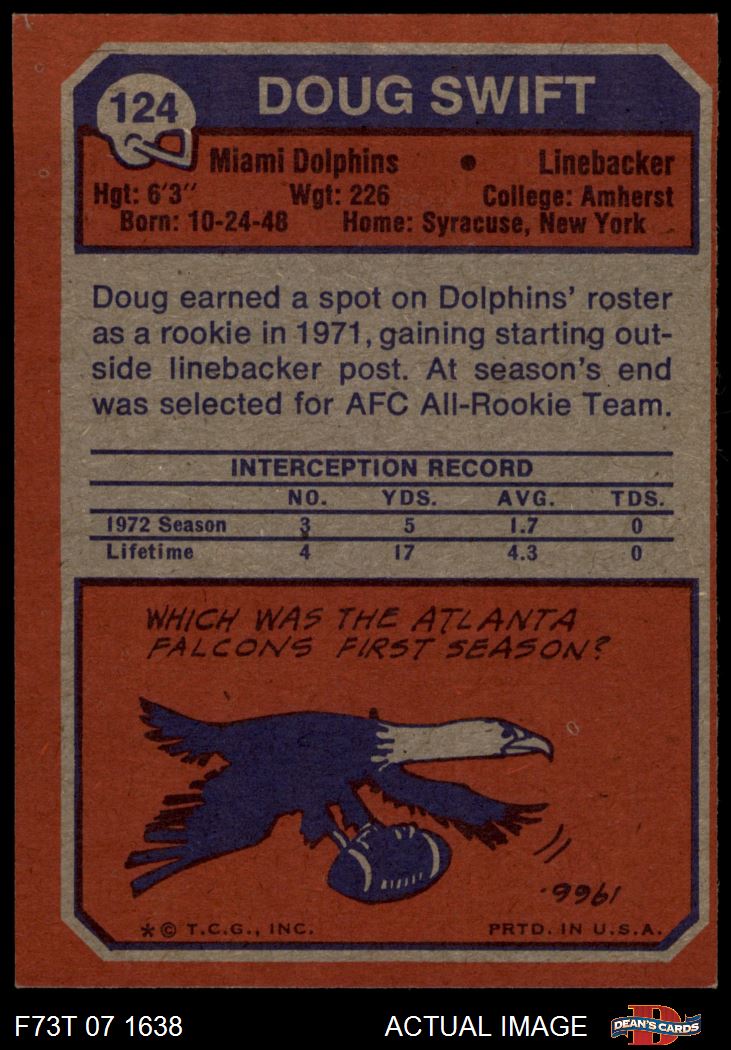 124
DOUG SWIFT
Miami Dolphins • Linebacker
Hgt: 6'3'' Wgt: 226 College: Amherst
Born: 10-24-48 Home: Syracuse, New York
Doug earned a spot on Dolphins' roster
as a rookie in 1971, gaining starting out-
side linebacker post. At season's end
was selected for AFC All-Rookie Team.
INTERCEPTION RECORD
NO. YDS. AVG. TDS.
1972 Season 3 5 1.7 0
Lifetime 4 17 4.3 0
WHICH WAS THE ATLANTA
FALCONS FIRST SEASON?
1966.
* © T.C.G., INC. PRTD. IN U.S.A.
F73T 07 1638 ACTUAL IMAGE
D
DEAN'S CARDS